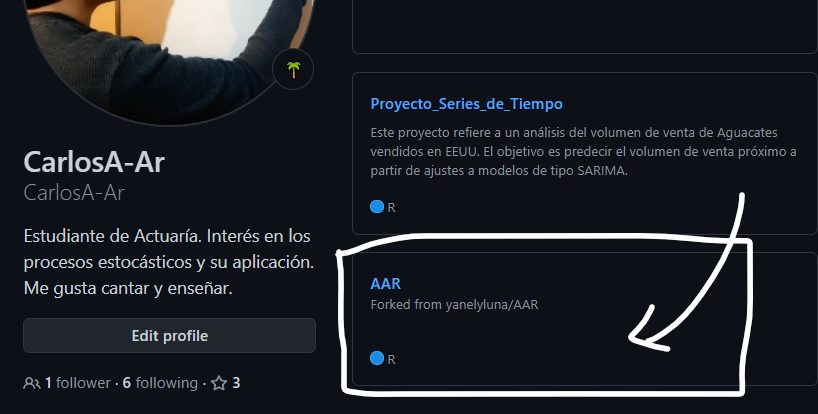 CarlosA-Ar
CarlosA-Ar
Estudiante de Actuaría. Interés en los
procesos estocásticos y su aplicación.
Me gusta cantar y enseñar.
Edit profile
1 follower · 6 following · 3
Proyecto_Series_de_Tiempo
Este proyecto refiere a un análisis del volumen de venta de Aguacates
vendidos en EEUU. El objetivo es predecir el volumen de venta próximo a
partir de ajustes a modelos de tipo SARIMA.
R
AAR
Forked from yanelyluna/AAR
R